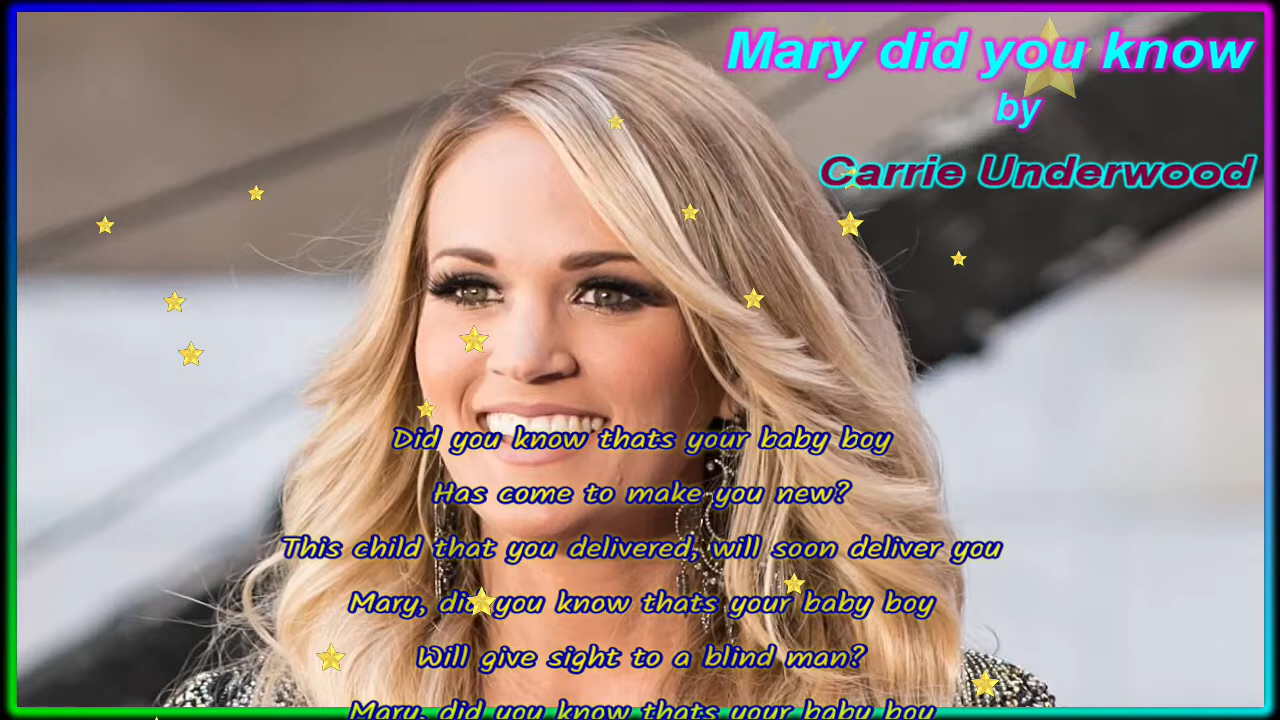 Mary did you know
by
Carrie Underwood
Did you know thats your baby boy
Has come to make you new?
This child that you delivered, will soon deliver you
Mary, did you know thats your baby boy
Will give sight to a blind man?
Mary, did you know thats your baby boy